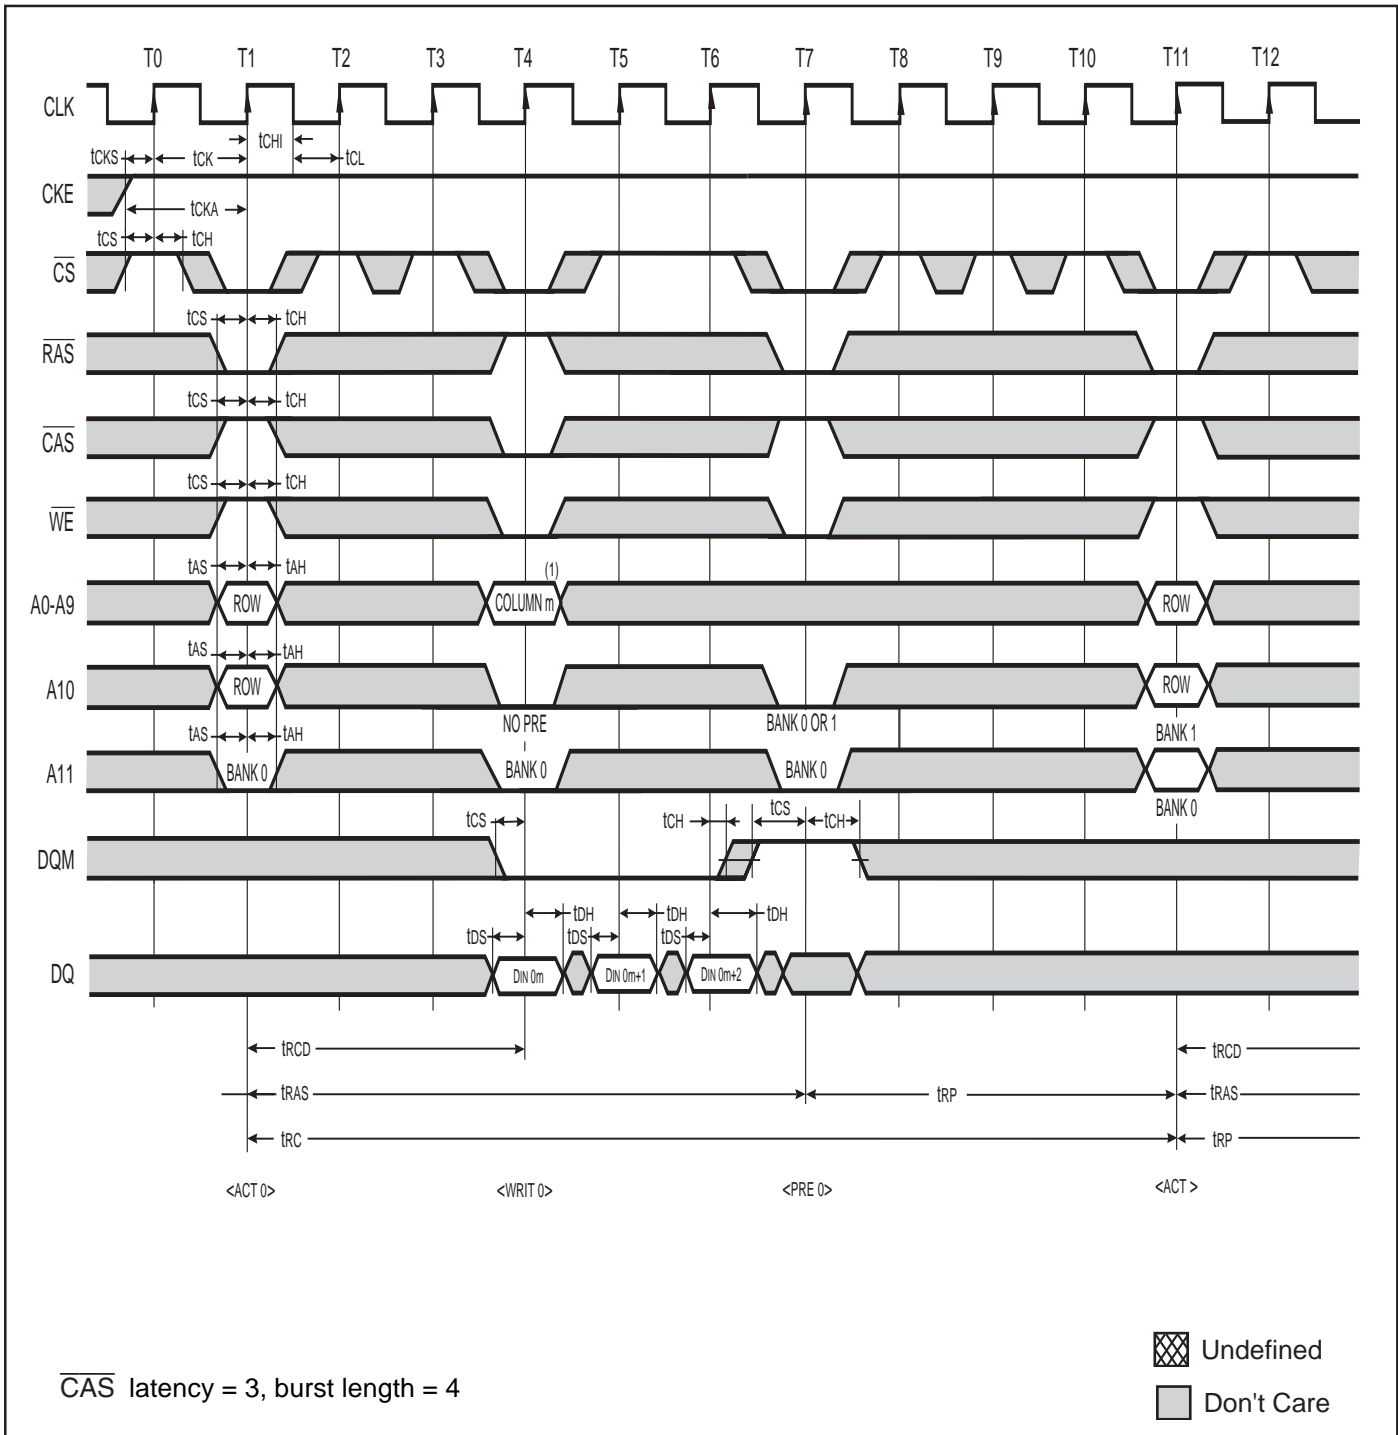 T0 T1 T2 T3 T4 T5 T6 T7 T8 T9 T10 T11 T12
CLK
tCHI
tCKS tCK tCL
CKE
tCKA
tCS tCH
CS
tCS tCH
RAS
tCS tCH
CAS
tCS tCH
WE
tAS tAH (1)
A0-A9 ROW COLUMN m ROW
tAS tAH
A10 ROW ROW
NO PRE BANK 0 OR 1
tAS tAH BANK 1
A11 BANK 0 BANK 0 BANK 0
BANK 0
tCS tCH tCS tCH
DQM
tDH tDH tDH
tDS tDS tDS
DQ DIN 0m DIN 0m+1 DIN 0m+2
tRCD tRCD
tRAS tRP tRAS
tRC tRP
<ACT 0> <WRIT 0> <PRE 0> <ACT >
Undefined
CAS latency = 3, burst length = 4
Don't Care